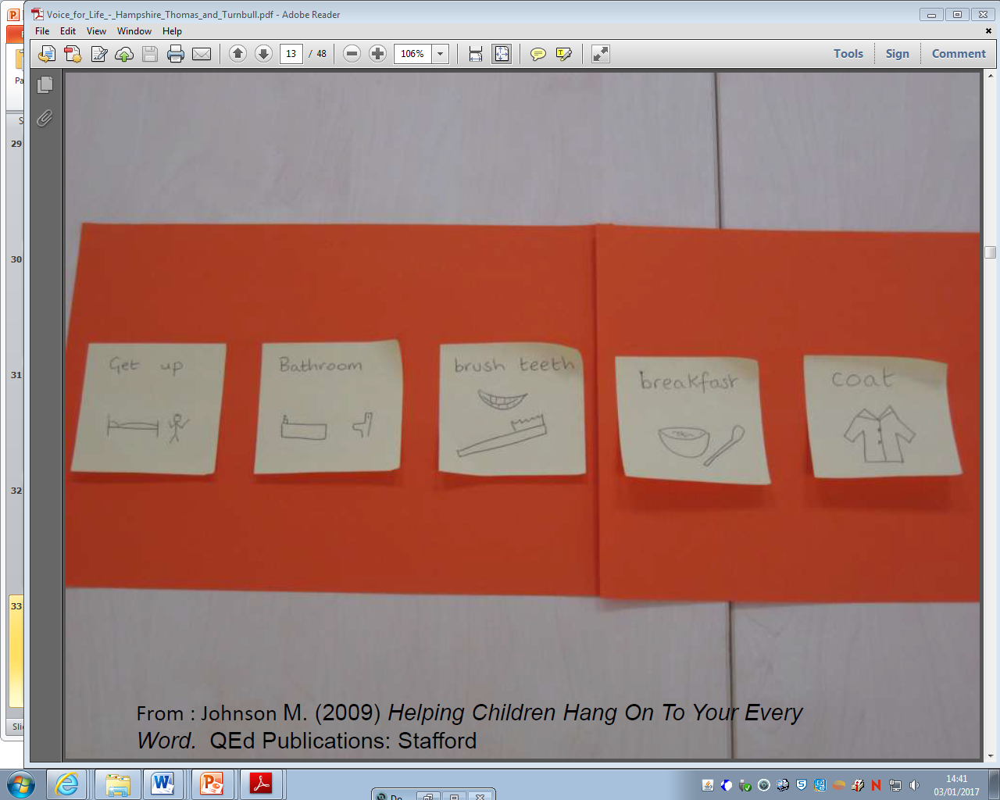 Voice_for_Life_-_Hampshire_Thomas_and_Turnbull.pdf - Adobe Reader
File Edit View Window Help
13 / 48 106% Tools Sign Comment
29
30
31
32
33
Get up
Bathroom
brush teeth
breakfast
coat
From : Johnson M. (2009) Helping Children Hang On To Your Every
Word. QEd Publications: Stafford
14:41
03/01/2017